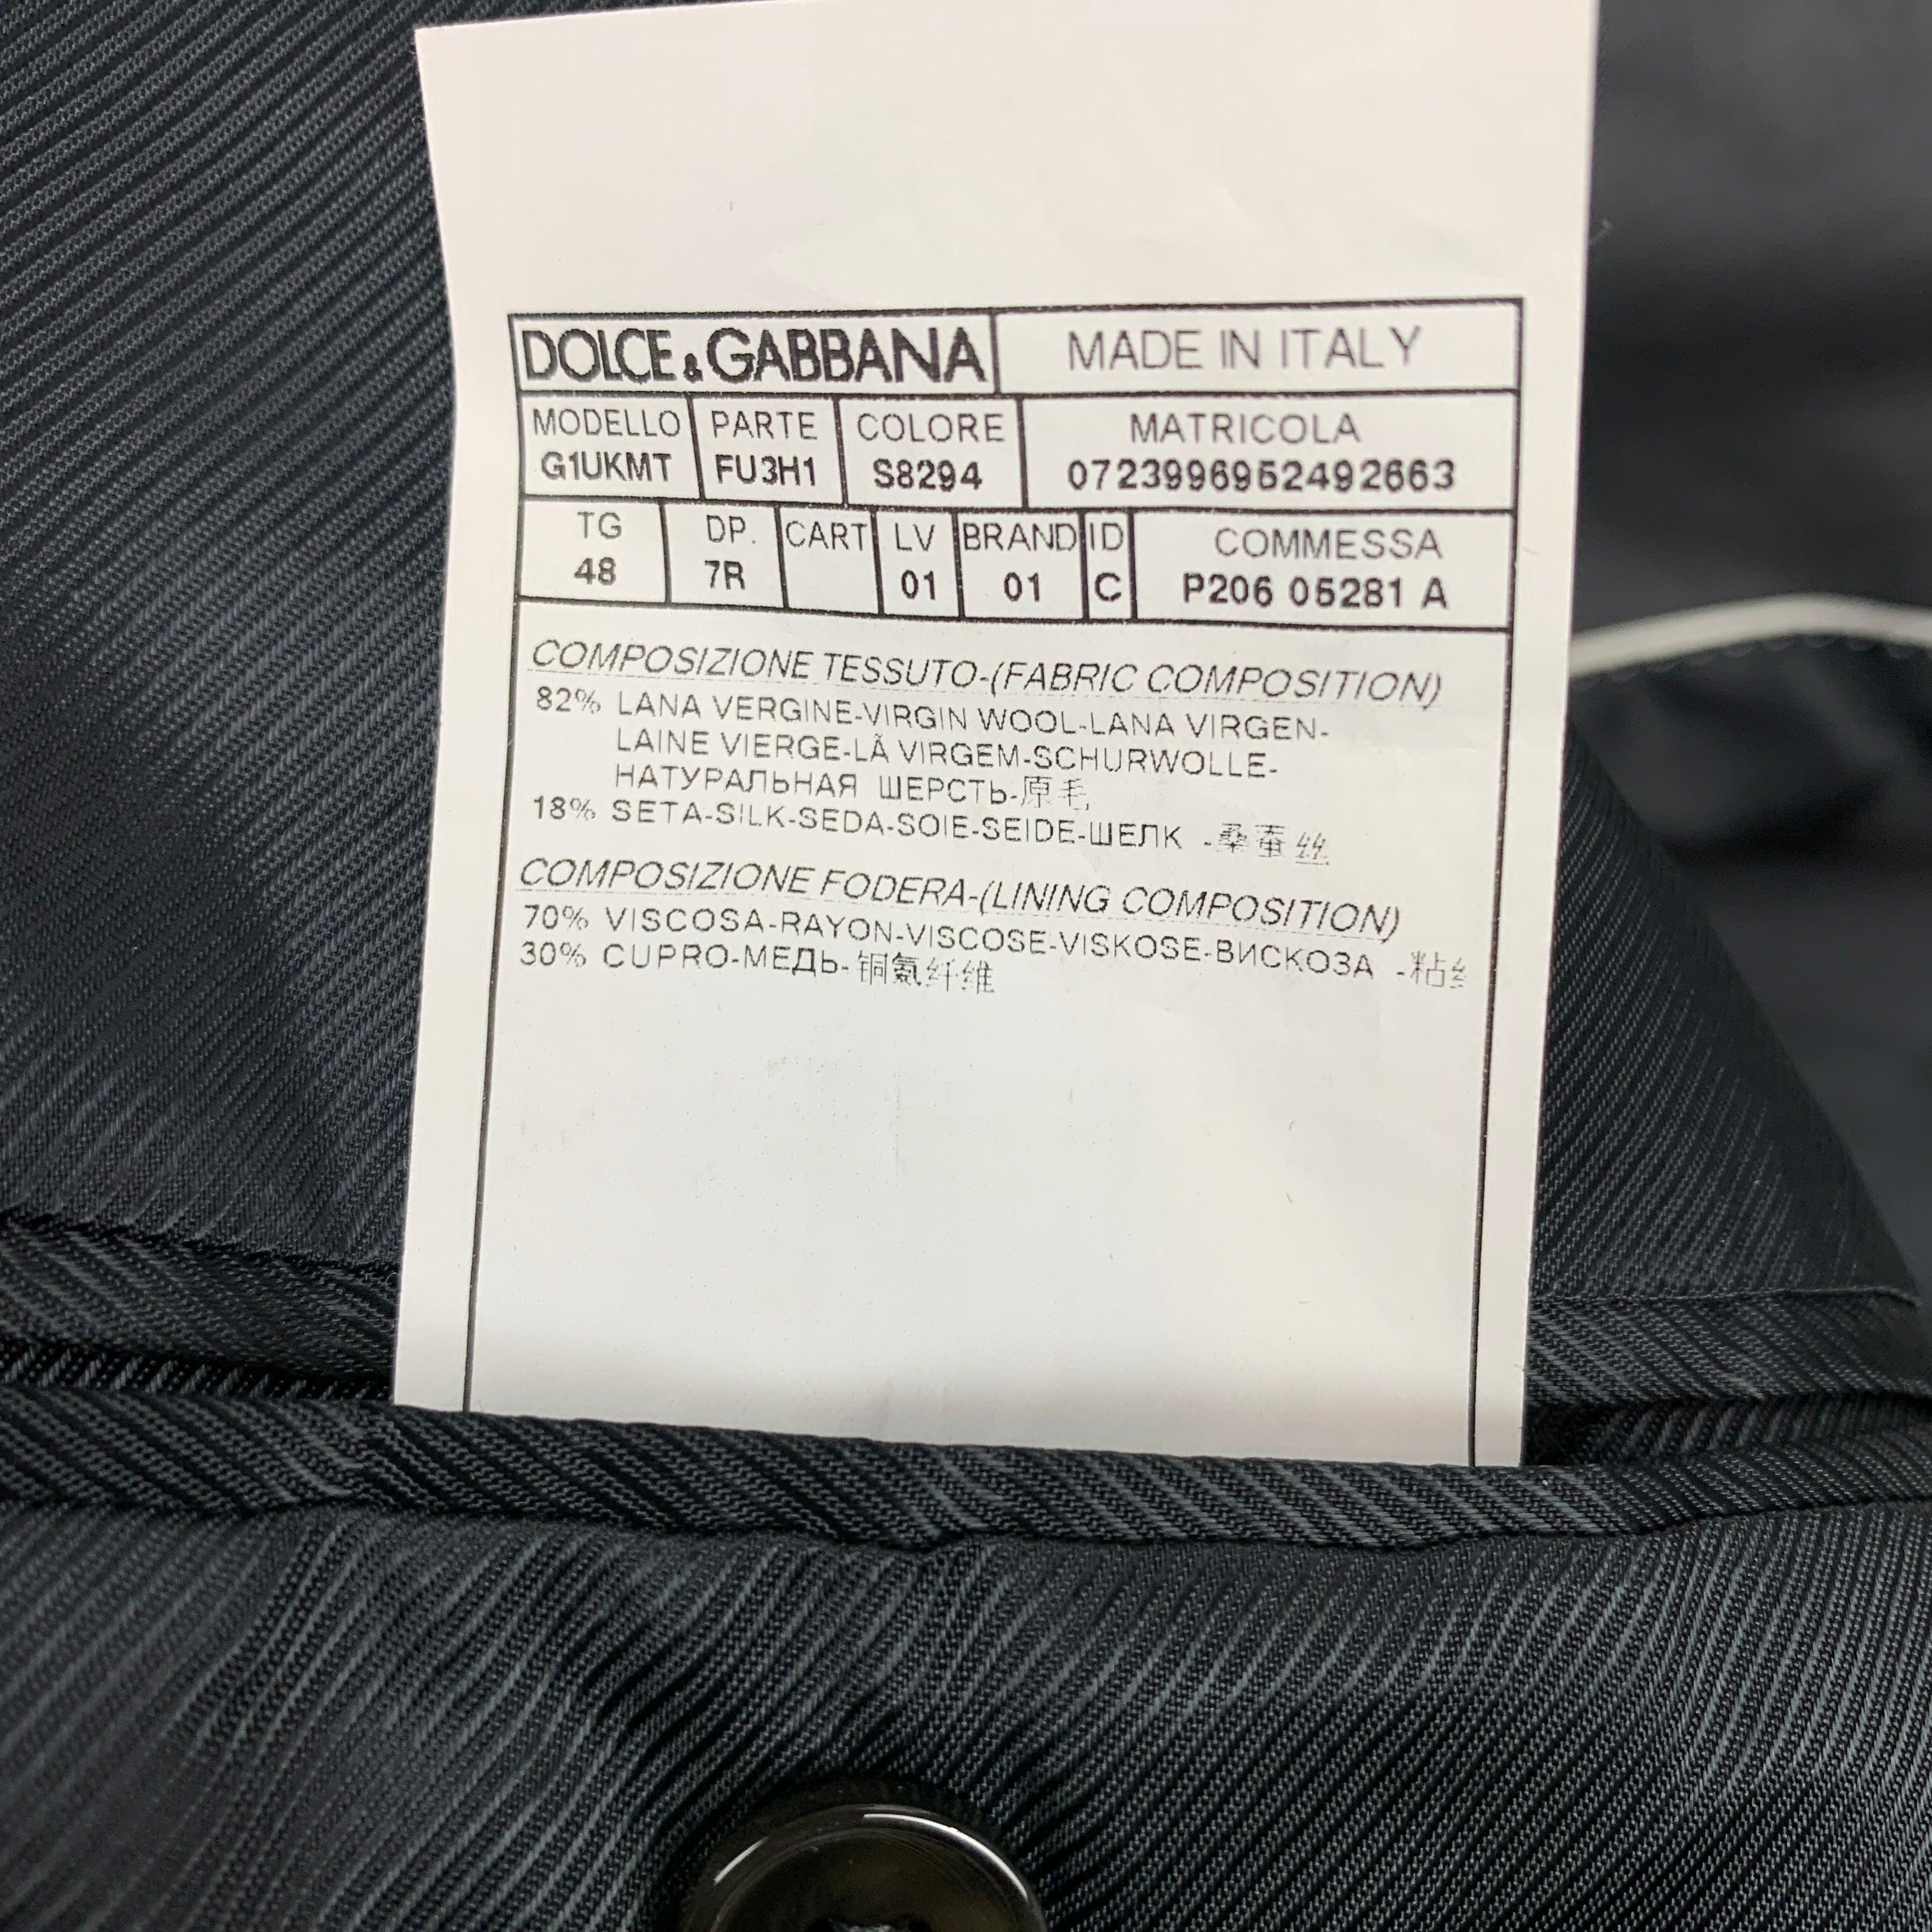 DOLCE & GABBANA MADE IN ITALY
MODELLO PARTE COLORE MATRICOLA
G1UKMT FU3H1 S8294 0723996952492663
TG DP. CART LV BRAND ID COMMESSA
48 7R 01 01 C P206 05281 A
COMPOSIZIONE TESSUTO-(FABRIC COMPOSITION)
82% LANA VERGINE-VIRGIN WOOL-LANA VIRGEN-
LAINE VIERGE-LÃ VIRGEM-SCHURWOLLE-
НАТУРАЛЬНАЯ ШЕРСТЬ-原毛
18% SETA-SILK-SEDA-SOIE-SEIDE-ШЕЛК -桑蚕丝
COMPOSIZIONE FODERA-(LINING COMPOSITION)
70% VISCOSA-RAYON-VISCOSE-VISKOSE-ВИСКОЗА -粘
30% CUPRO-МЕДЬ-铜氨纤维